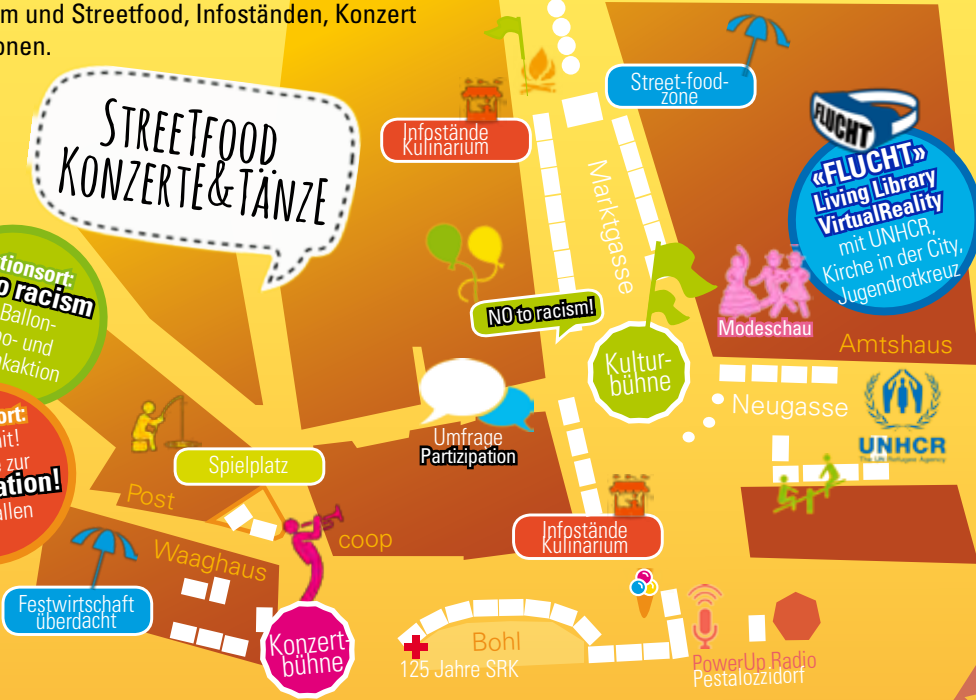 m und Streetfood, Infoständen, Konzert
onen.
STREETFOOD
KONZERTE&TÄNZE
Infostände
Kulinarium
Street-food-
zone
Marktgasse
FLUCHT
«FLUCHT»
Living Library
VirtualReality
mit UNHCR,
Kirche in der City,
Jugendrotkreuz
tionsort:
o racism
Ballon-
o- und
kaktion
NO to racism!
Kultur-
bühne
Modeschau
Amtshaus
Neugasse
UNHCR
The UN Refugee Agency
ort:
it!
zur
ation!
allen
Umfrage
Partizipation
Spielplatz
Post
Waaghaus
coop
Infostände
Kulinarium
Festwirtschaft
überdacht
Konzert-
bühne
Bohl
125 Jahre SRK
PowerUp Radio
Pestalozzidorf